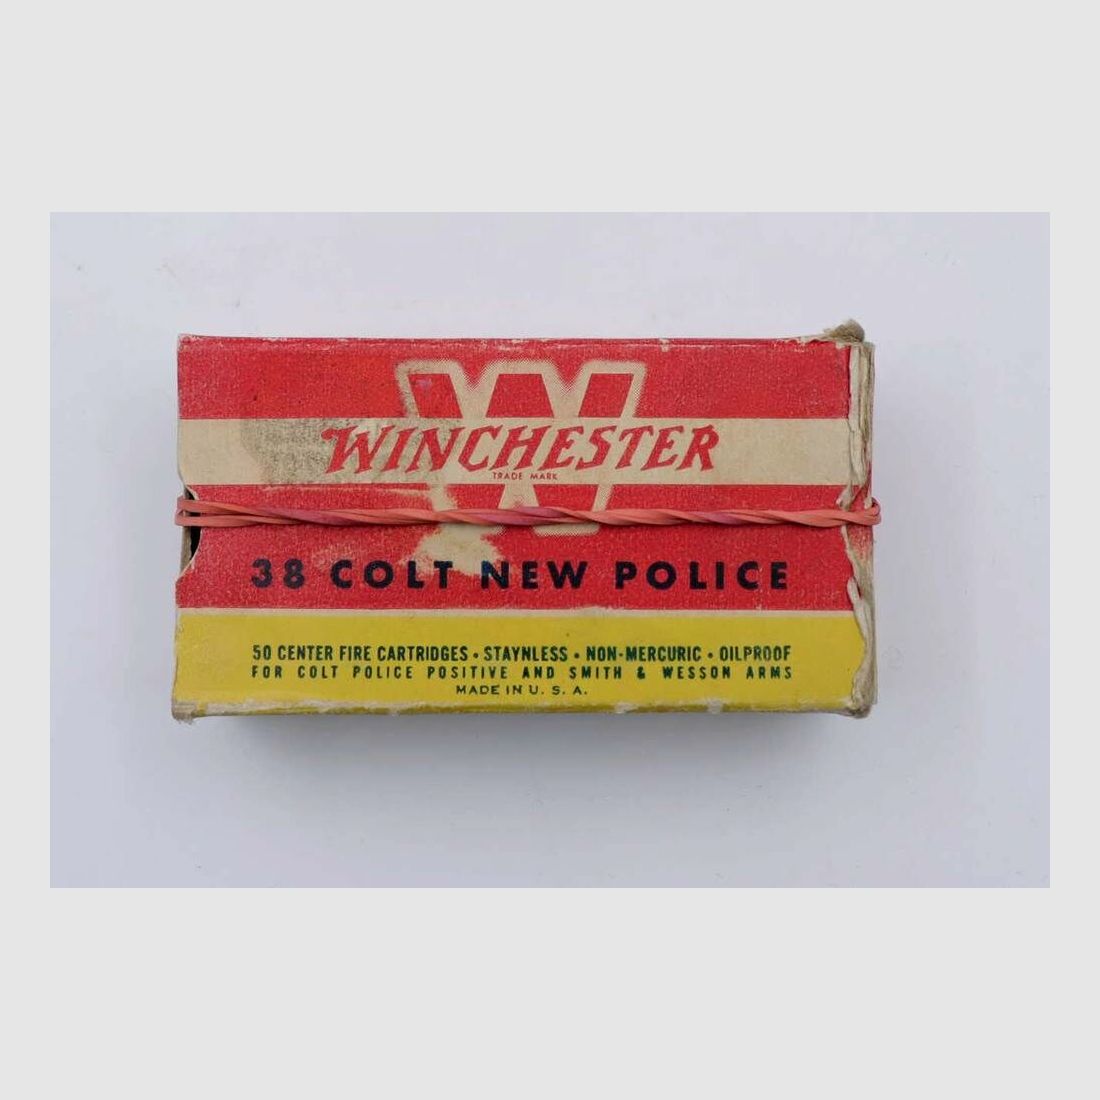 W
WINCHESTER
TRADE MARK
38 COLT NEW POLICE
50 CENTER FIRE CARTRIDGES • STAYNLESS • NON-MERCURIC • OILPROOF
FOR COLT POLICE POSITIVE AND SMITH & WESSON ARMS
MADE IN U. S. A.